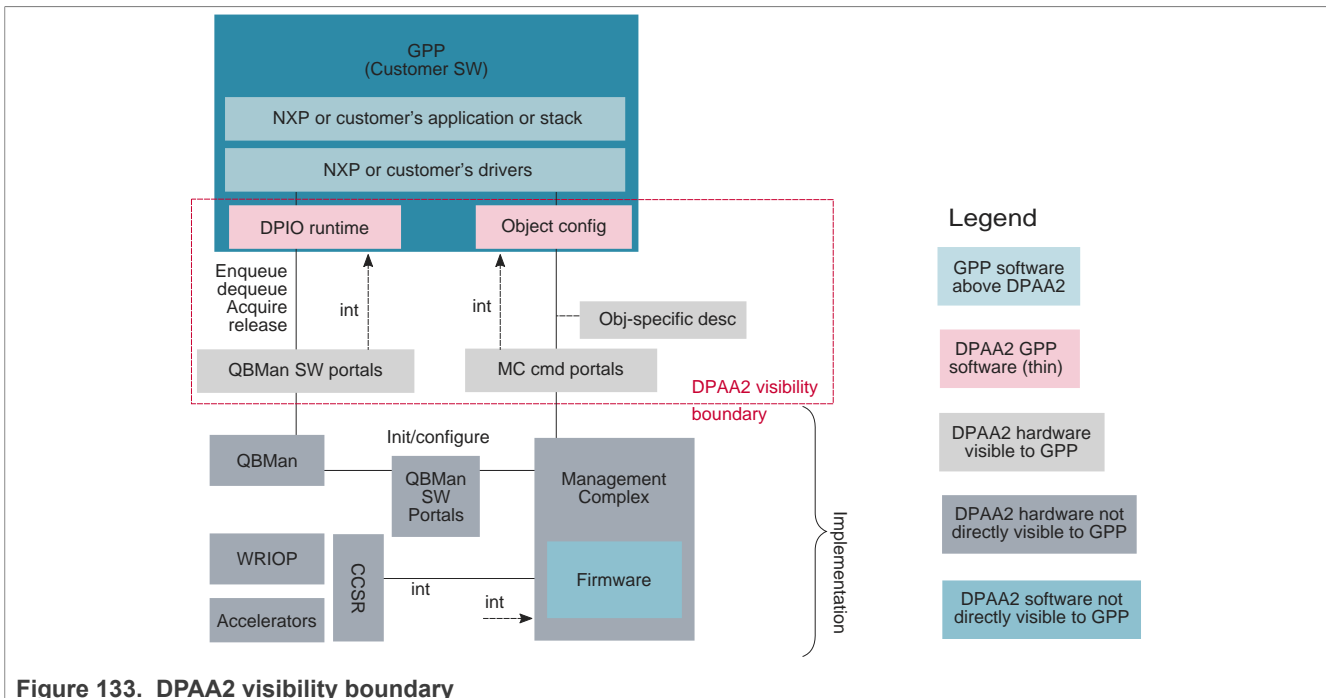 GPP
(Customer SW)
NXP or customer's application or stack
NXP or customer's drivers
DPIO runtime
Object config
Enqueue
dequeue
Acquire
release
int
int
Obj-specific desc
QBMan SW portals
MC cmd portals
DPAA2 visibility
boundary
QBMan
Init/configure
QBMan
SW
Portals
Management
Complex
WRIOP
CCSR
Accelerators
int
int
Firmware
Implementation
Legend
GPP software
above DPAA2
DPAA2 GPP
software (thin)
DPAA2 hardware
visible to GPP
DPAA2 hardware not
directly visible to GPP
DPAA2 software not
directly visible to GPP
Figure 133. DPAA2 visibility boundary